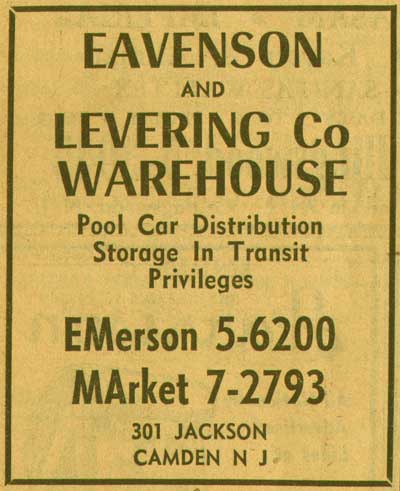 EAVENSON
AND
LEVERING Co
WAREHOUSE
Pool Car Distribution
Storage In Transit
Privileges
EMerson 5-6200
MArket 7-2793
301 JACKSON
CAMDEN N J